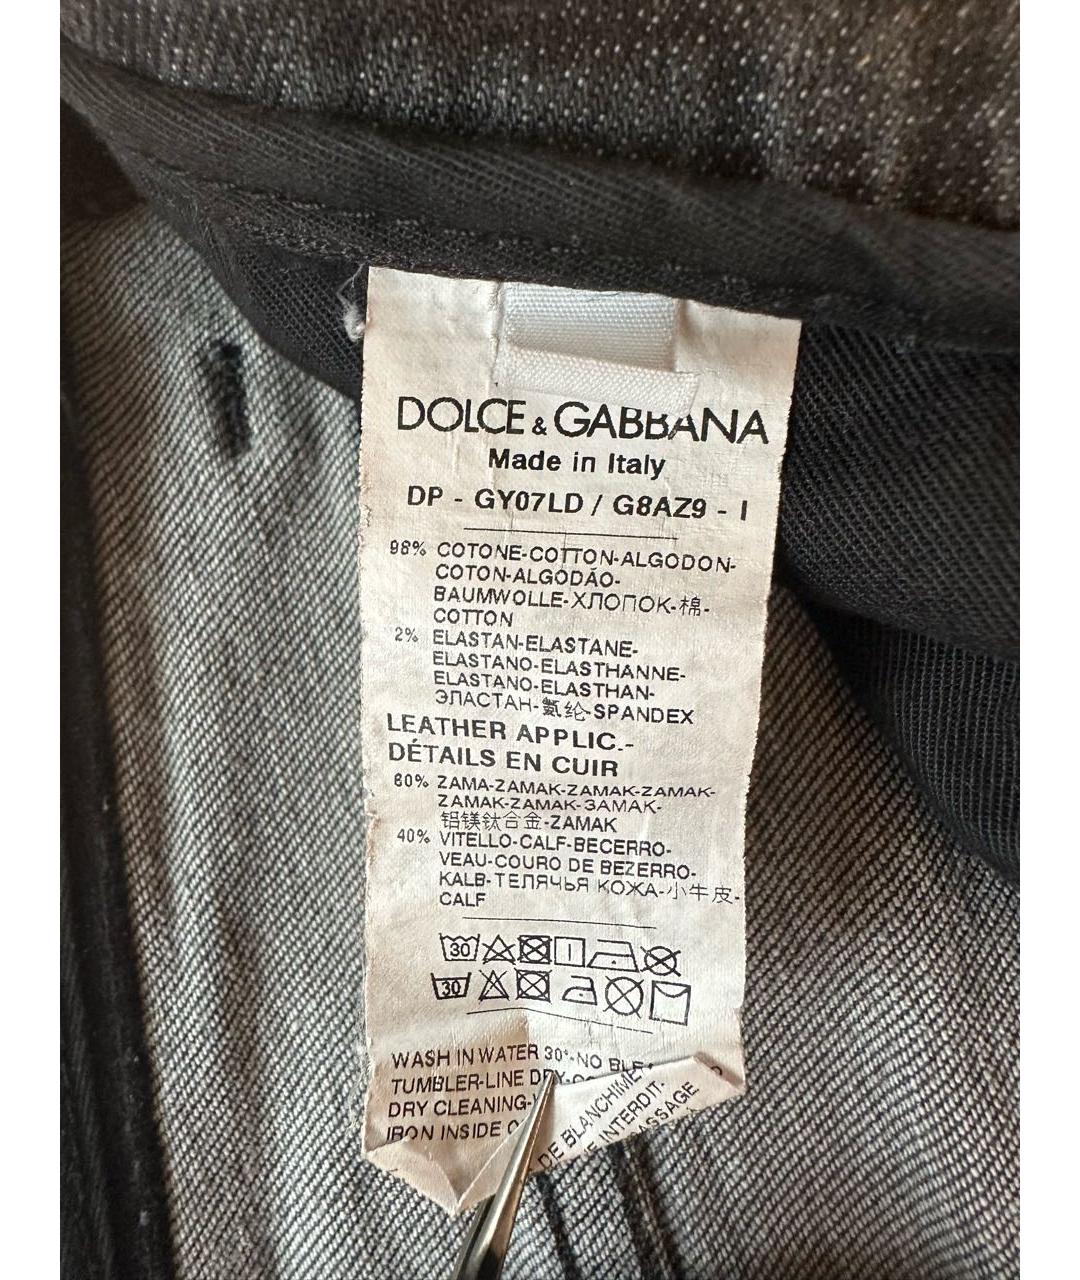 DOLCE & GABBANA
Made in Italy
DP - GY07LD / G8AZ9 - I
98% COTONE-COTTON-ALGODON-
COTON-ALGODÃO-
BAUMWOLLE-ХЛОПОК-棉-
COTTON
2% ELASTAN-ELASTANE-
ELASTANO-ELASTHANNE-
ELASTANO-ELASTHAN-
ЭЛАСТАН-氨纶-SPANDEX
LEATHER APPLIC.-
DÉTAILS EN CUIR
60% ZAMA-ZAMAK-ZAMAK-ZAMAK-
ZAMAK-ZAMAK-ЗАМАК-
铝镁钛合金-ZAMAK
40% VITELLO-CALF-BECERRO-
VEAU-COURO DE BEZERRO-
KALB-ТЕЛЯЧЬЯ КОЖА-小牛皮-
CALF
30
30
WASH IN WATER 30°-NO BLE
TUMBLER-LINE DRY-
DRY CLEANING-
IRON INSIDE
DE BLANCHIME
INTERDIT-
ASSAGE